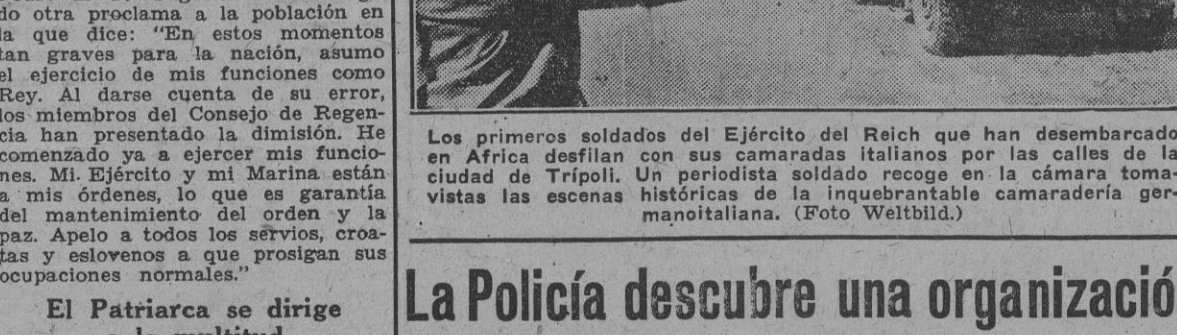 do otra proclama a la población en
la que dice: “En estos momentos
tan graves para la nación, asumo
el ejercicio de mis funciones como
Rey. Al darse cuenta de su error,
los miembros del Consejo de Regen-
cia han presentado la dimisión. He
comenzado ya a ejercer mis funcio-
nes. Mi Ejército y mi Marina están
a mis órdenes, lo que es garantía
del mantenimiento del orden y la
paz. Apelo a todos los servios, croa-
tas y eslovenos a que prosigan sus
ocupaciones normales.”
El Patriarca se dirige
a la multitud
Los primeros soldados del Ejército del Reich que han desembarcado
en Africa desfilan con sus camaradas italianos por las calles de la
ciudad de Trípoli. Un periodista soldado recoge en la cámara toma-
vistas las escenas históricas de la inquebrantable camaradería ger-
manoitaliana. (Foto Weltbild.)
La Policía descubre una organizació